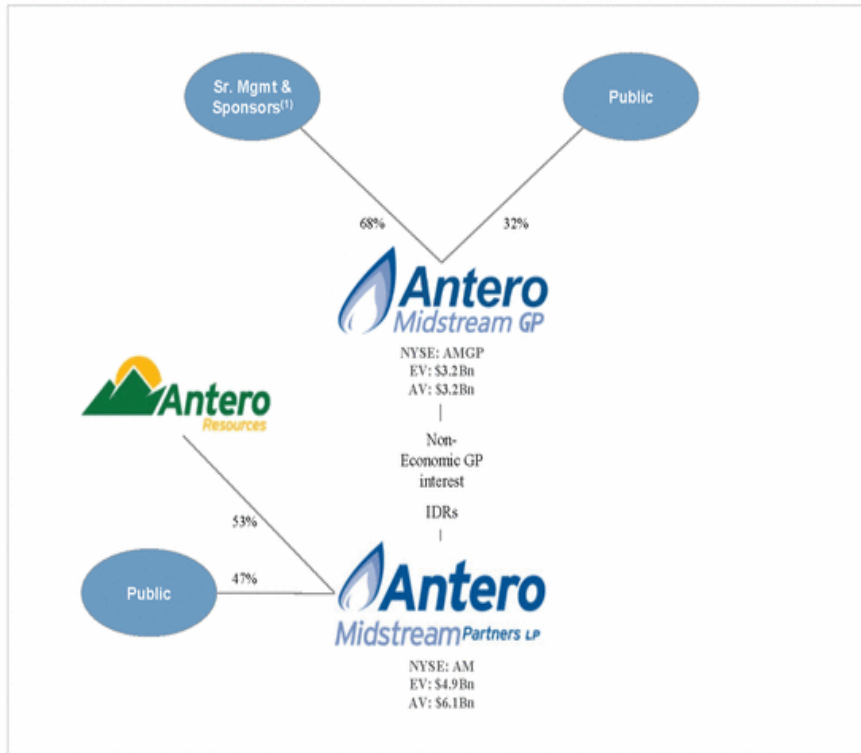 Sr. Mgmt &
Sponsors(1)
Public
68%
32%
Antero
Midstream GP
NYSE: AMGP
EV: $3.2Bn
AV: $3.2Bn
Antero
Resources
Non-
Economic GP
interest
IDRs
53%
47%
Public
Antero
Midstream Partners LP
NYSE: AM
EV: $4.9Bn
AV: $6.1Bn